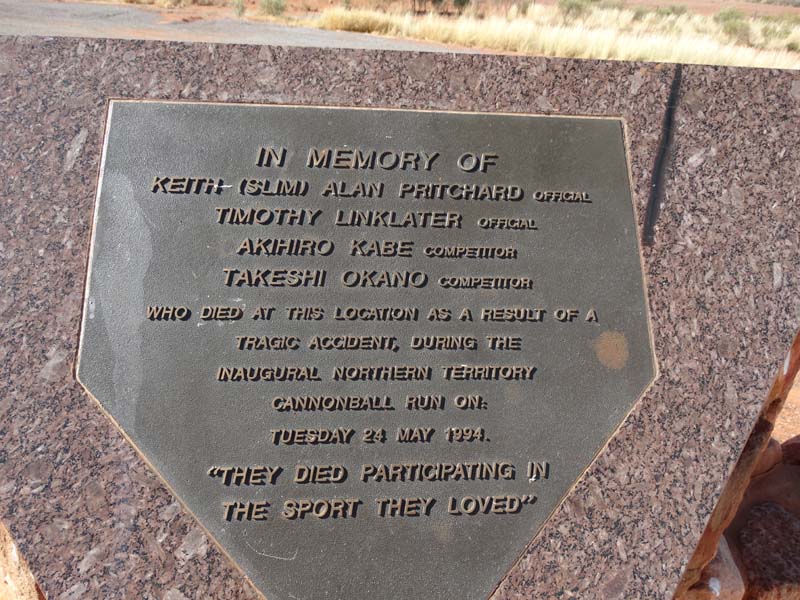 IN MEMORY OF
KEITH (SLIM) ALAN PRITCHARD OFFICIAL
TIMOTHY LINKLATER OFFICIAL
AKIHIRO KABE COMPETITOR
TAKESHI OKANO COMPETITOR
WHO DIED AT THIS LOCATION AS A RESULT OF A
TRAGIC ACCIDENT, DURING THE
INAUGURAL NORTHERN TERRITORY
CANNONBALL RUN ON:
TUESDAY 24 MAY 1994.
"THEY DIED PARTICIPATING IN
THE SPORT THEY LOVED"